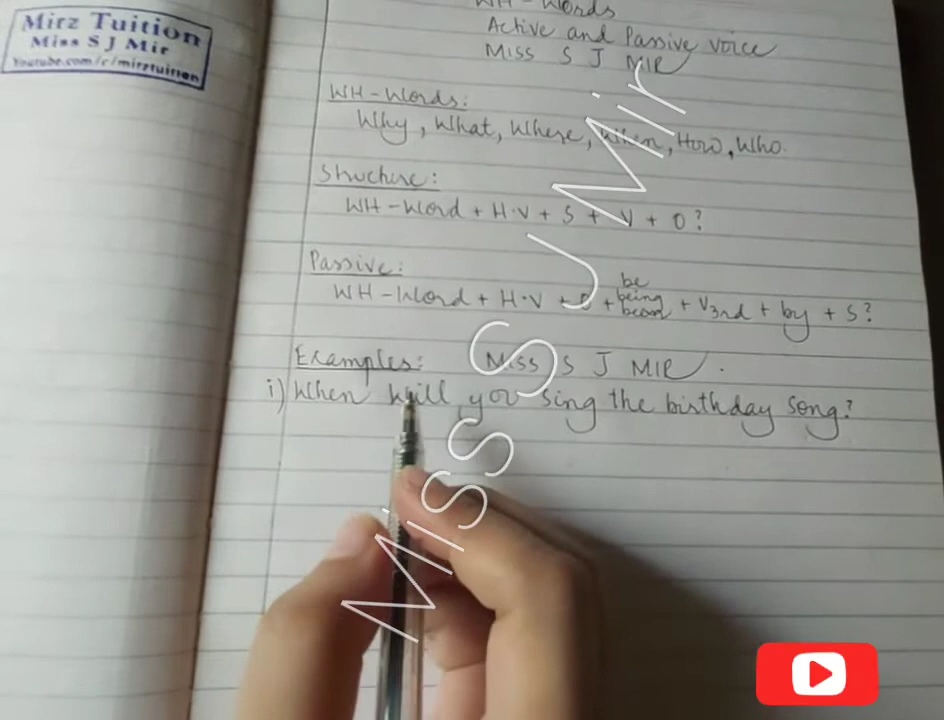 Mirz Tuition
Miss S J Mir
Youtube.com/c/mirztuition
WH-Words
Active and Passive Voice
Miss S J MIR
WH-Words:
Why, What, Where, When, How, Who.
Structure:
WH-Word + H.V + S + V + O?
Passive:
be
WH-Word + H.V + O + being + V3rd + by + S?
been
Examples: Miss S J MIR.
i) When will you sing the birthday song?
Miss S J Mir